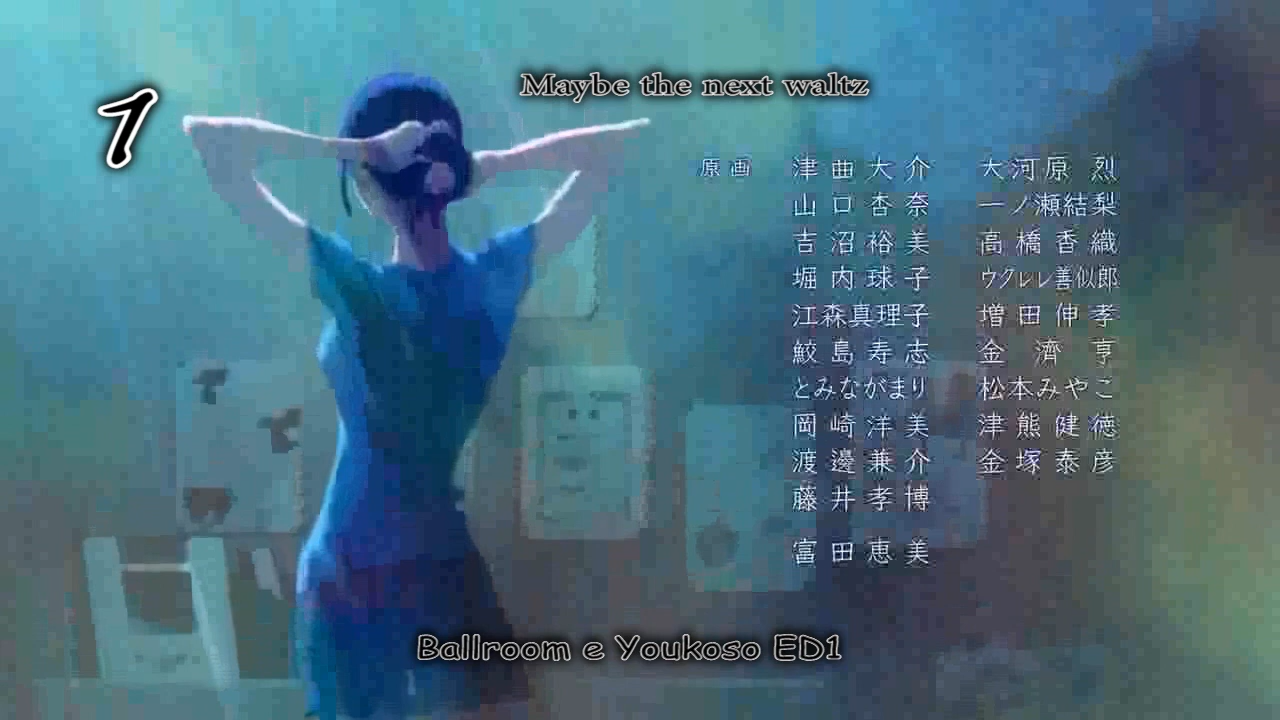 1
Maybe the next waltz
原画 津曲大介 大河原烈
山口杏奈 一ノ瀬結梨
吉沼裕美 高橋香織
堀内球子 ウクレレ善似郎
江森真理子 増田伸孝
鮫島寿志 金濟亨
とみながまり 松本みやこ
岡崎洋美 津熊健徳
渡邊兼介 金塚泰彦
藤井孝博
富田恵美
Ballroom e Youkoso ED1